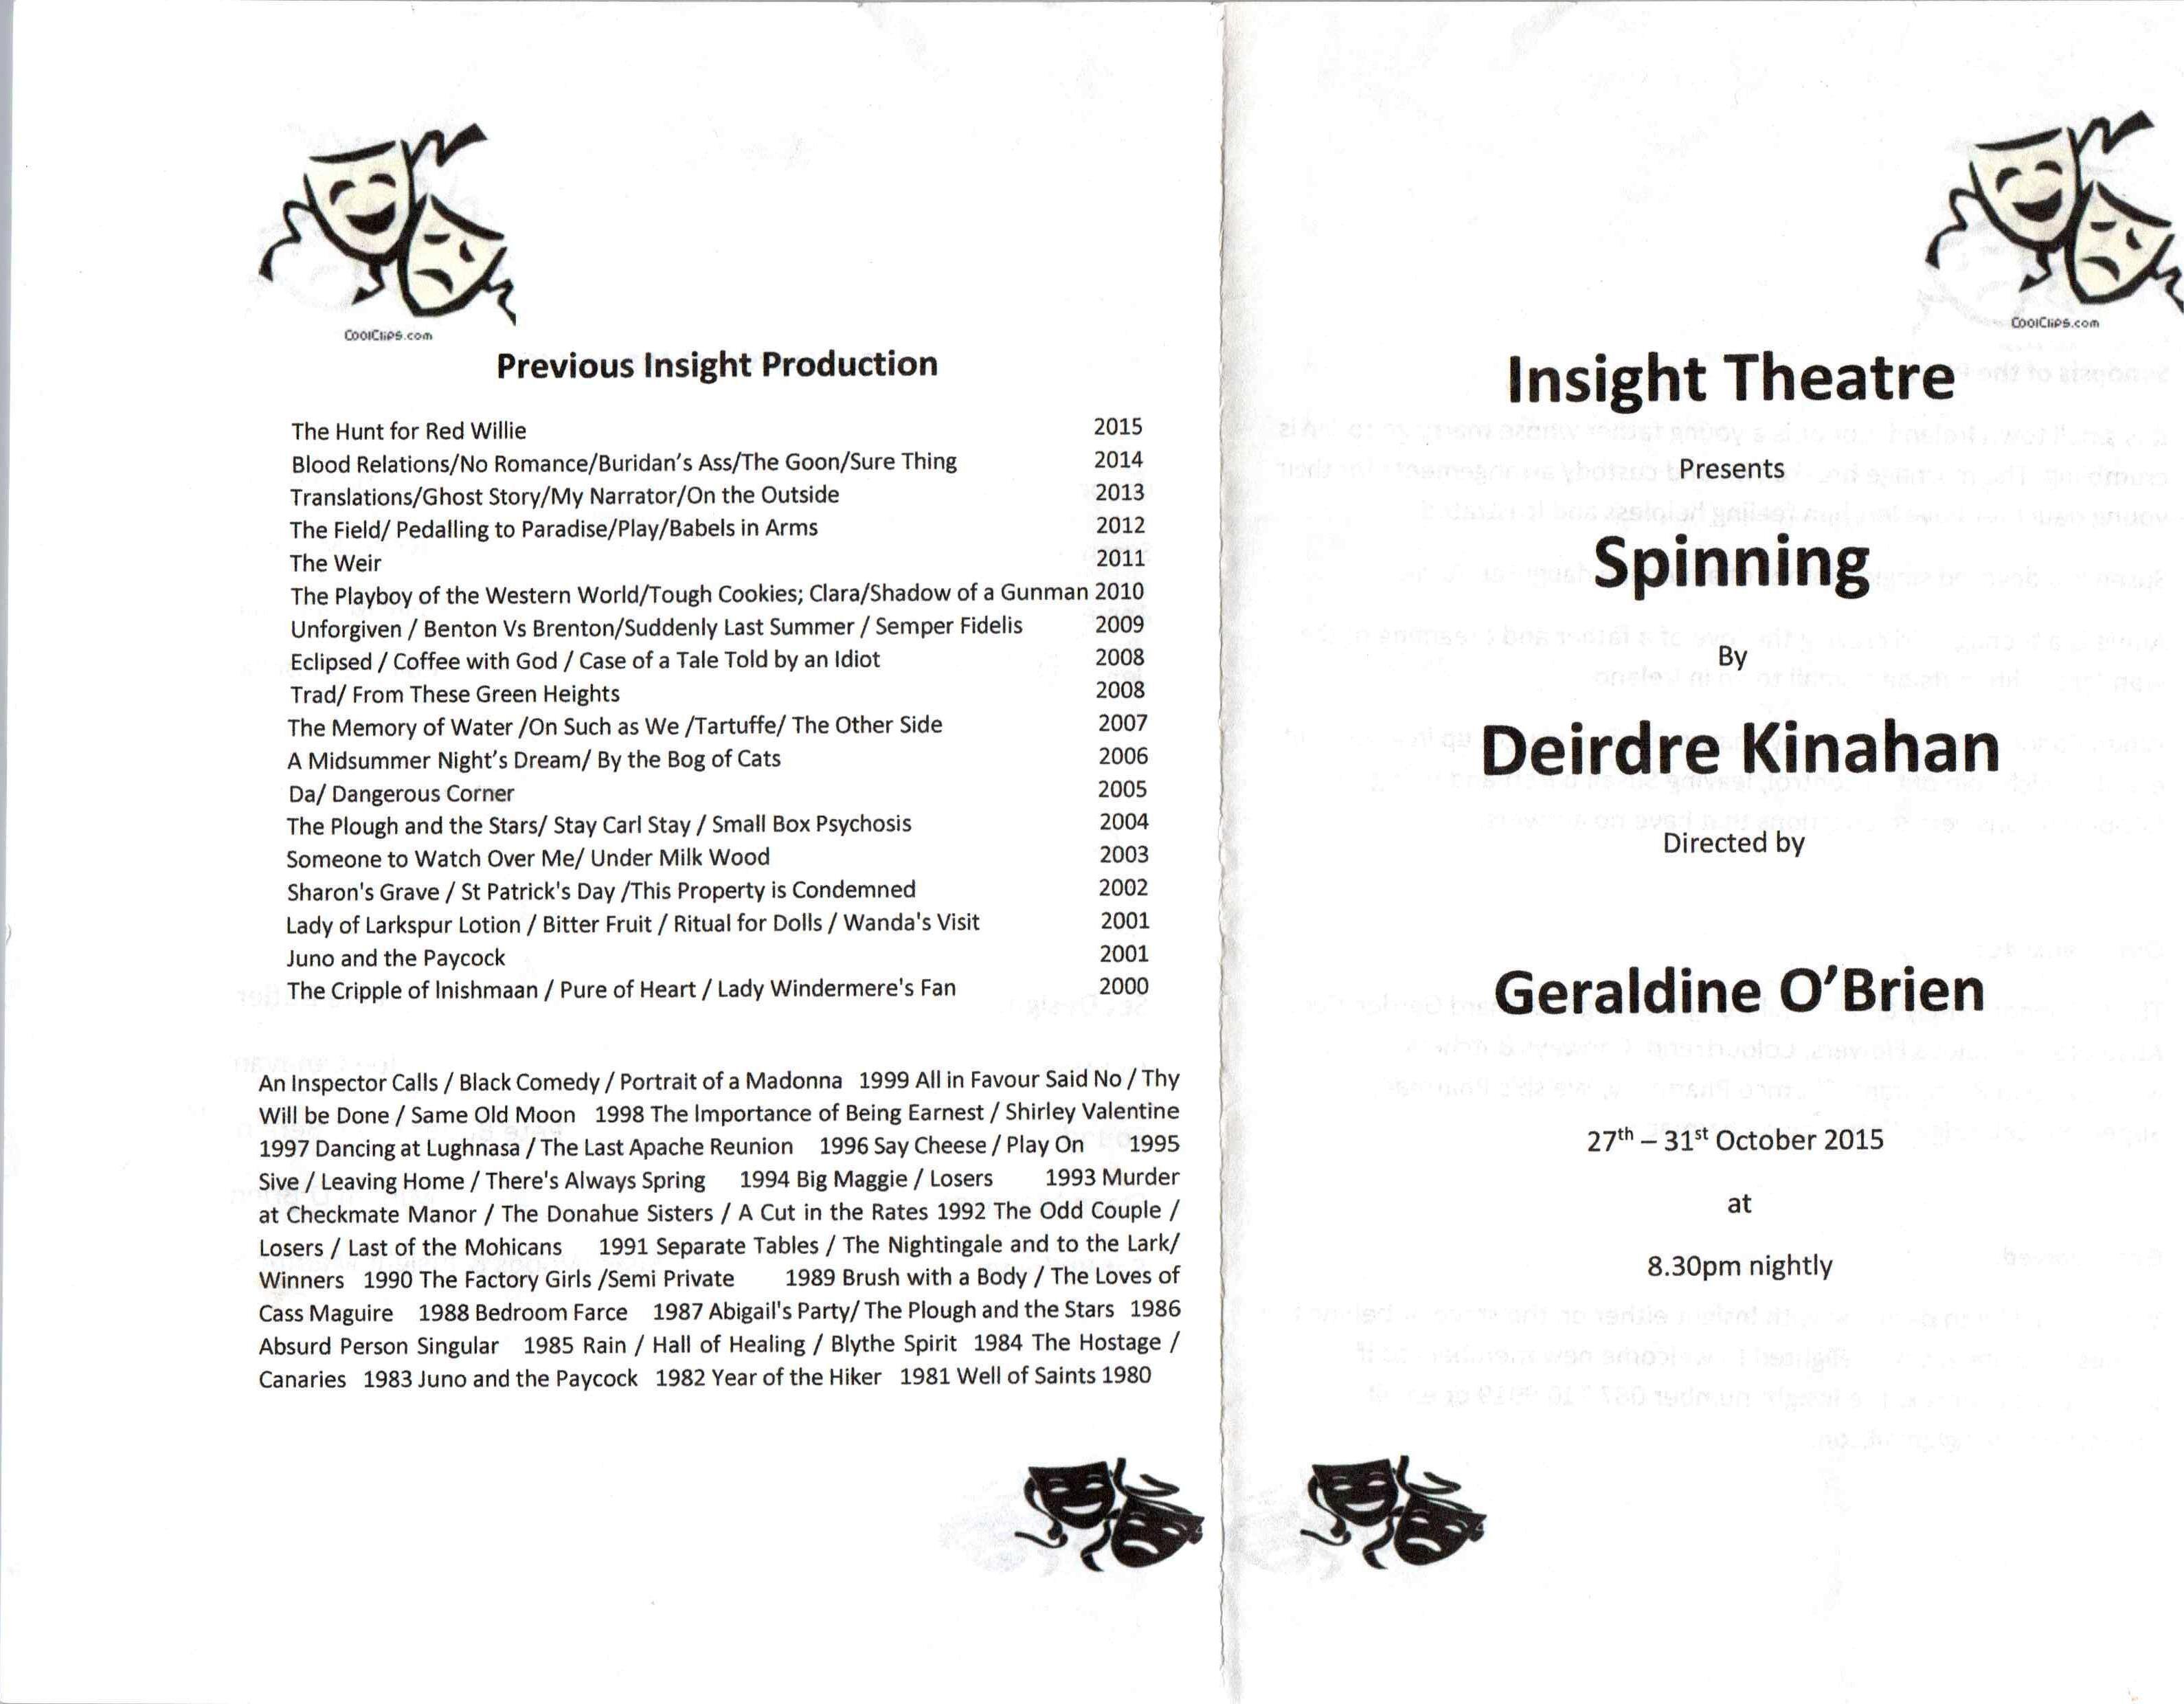 CoolClips.com
Previous Insight Production
The Hunt for Red Willie 2015
Blood Relations/No Romance/Buridan's Ass/The Goon/Sure Thing 2014
Translations/Ghost Story/My Narrator/On the Outside 2013
The Field/ Pedalling to Paradise/Play/Babels in Arms 2012
The Weir 2011
The Playboy of the Western World/Tough Cookies; Clara/Shadow of a Gunman 2010
Unforgiven / Benton Vs Brenton/Suddenly Last Summer / Semper Fidelis 2009
Eclipsed / Coffee with God / Case of a Tale Told by an Idiot 2008
Trad/ From These Green Heights 2008
The Memory of Water /On Such as We /Tartuffe/ The Other Side 2007
A Midsummer Night's Dream/ By the Bog of Cats 2006
Da/ Dangerous Corner 2005
The Plough and the Stars/ Stay Carl Stay / Small Box Psychosis 2004
Someone to Watch Over Me/ Under Milk Wood 2003
Sharon's Grave / St Patrick's Day /This Property is Condemned 2002
Lady of Larkspur Lotion / Bitter Fruit / Ritual for Dolls / Wanda's Visit 2001
Juno and the Paycock 2001
The Cripple of Inishmaan / Pure of Heart / Lady Windermere's Fan 2000
An Inspector Calls / Black Comedy / Portrait of a Madonna 1999 All in Favour Said No / Thy
Will be Done / Same Old Moon 1998 The Importance of Being Earnest / Shirley Valentine
1997 Dancing at Lughnasa / The Last Apache Reunion 1996 Say Cheese / Play On 1995
Sive / Leaving Home / There's Always Spring 1994 Big Maggie / Losers 1993 Murder
at Checkmate Manor / The Donahue Sisters / A Cut in the Rates 1992 The Odd Couple /
Losers / Last of the Mohicans 1991 Separate Tables / The Nightingale and to the Lark/
Winners 1990 The Factory Girls /Semi Private 1989 Brush with a Body / The Loves of
Cass Maguire 1988 Bedroom Farce 1987 Abigail's Party/ The Plough and the Stars 1986
Absurd Person Singular 1985 Rain / Hall of Healing / Blythe Spirit 1984 The Hostage /
Canaries 1983 Juno and the Paycock 1982 Year of the Hiker 1981 Well of Saints 1980
CoolClips.com
Insight Theatre
Presents
Spinning
By
Deirdre Kinahan
Directed by
Geraldine O'Brien
27th – 31st October 2015
at
8.30pm nightly